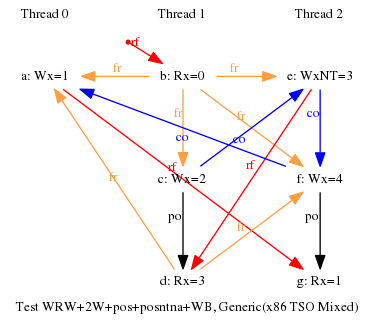 Thread 0 Thread 1 Thread 2
rf
a: Wx=1 fr b: Rx=0 fr e: WxNT=3
fr fr co
co co
rf c: Wx=2 rf f: Wx=4
fr po po
fr
d: Rx=3 g: Rx=1
Test WRW+2W+pos+posntna+WB, Generic(x86 TSO Mixed)